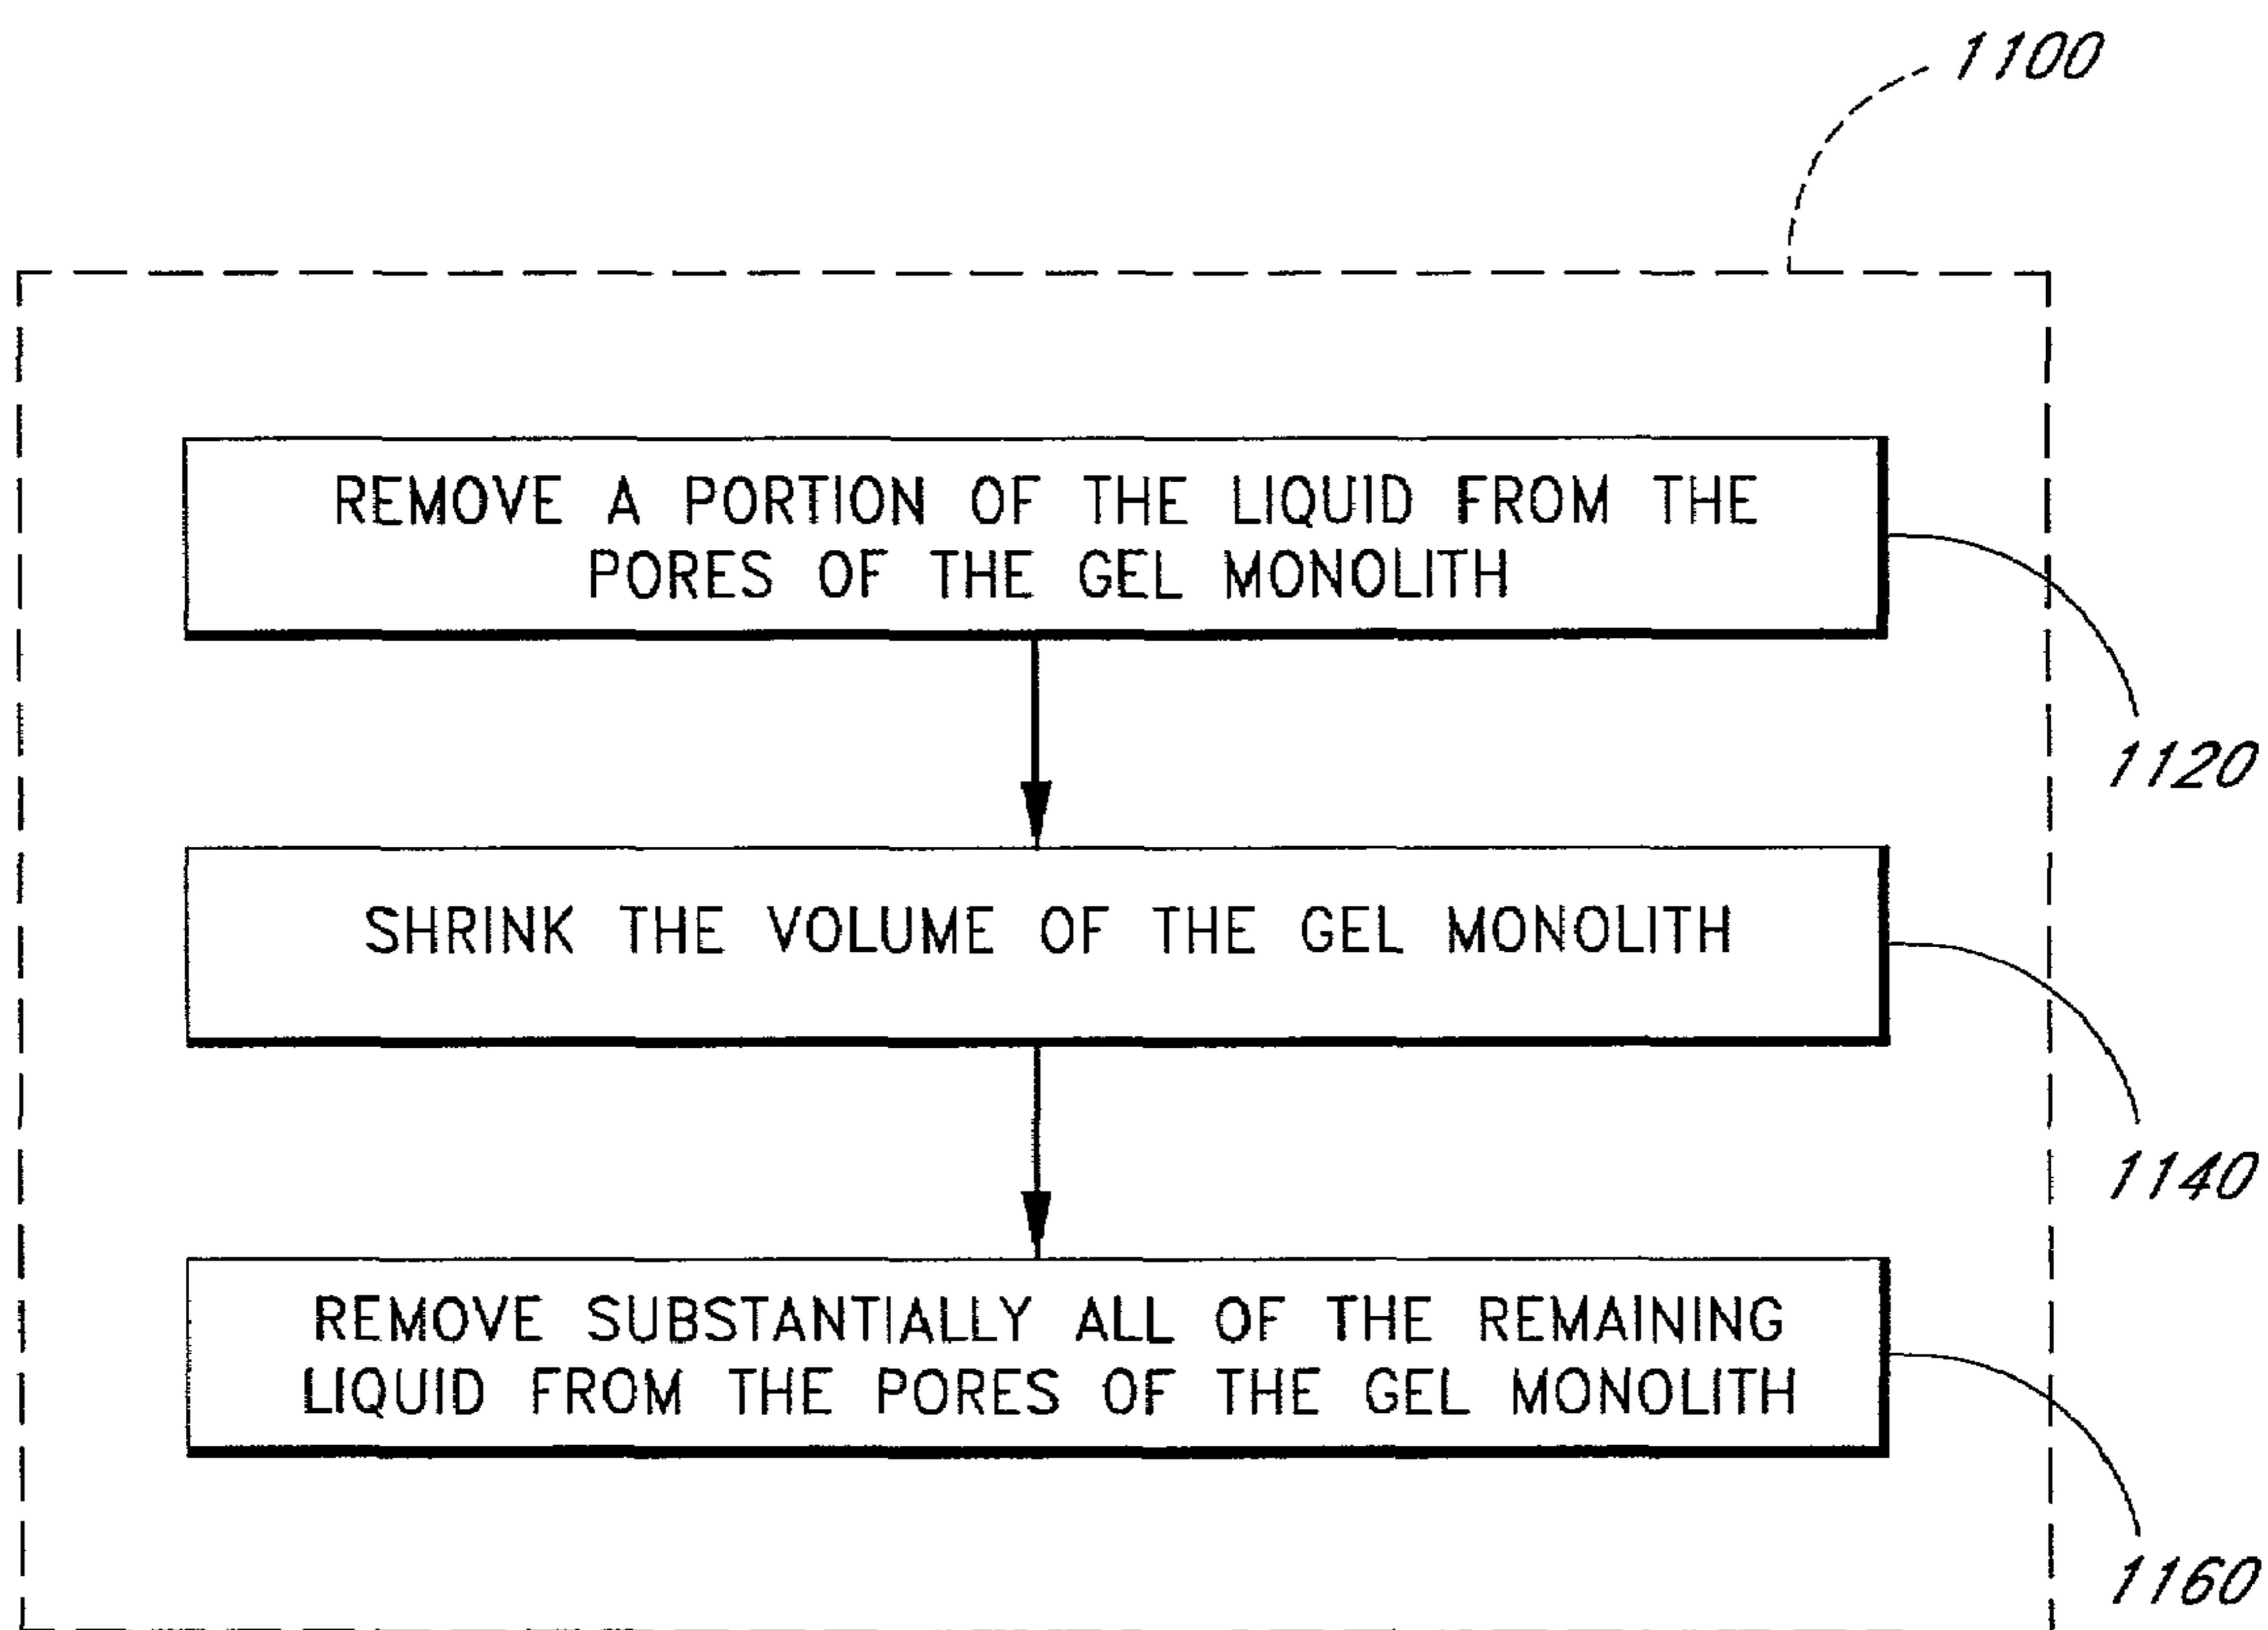 1100
REMOVE A PORTION OF THE LIQUID FROM THE
PORES OF THE GEL MONOLITH
1120
SHRINK THE VOLUME OF THE GEL MONOLITH
1140
REMOVE SUBSTANTIALLY ALL OF THE REMAINING
LIQUID FROM THE PORES OF THE GEL MONOLITH
1160